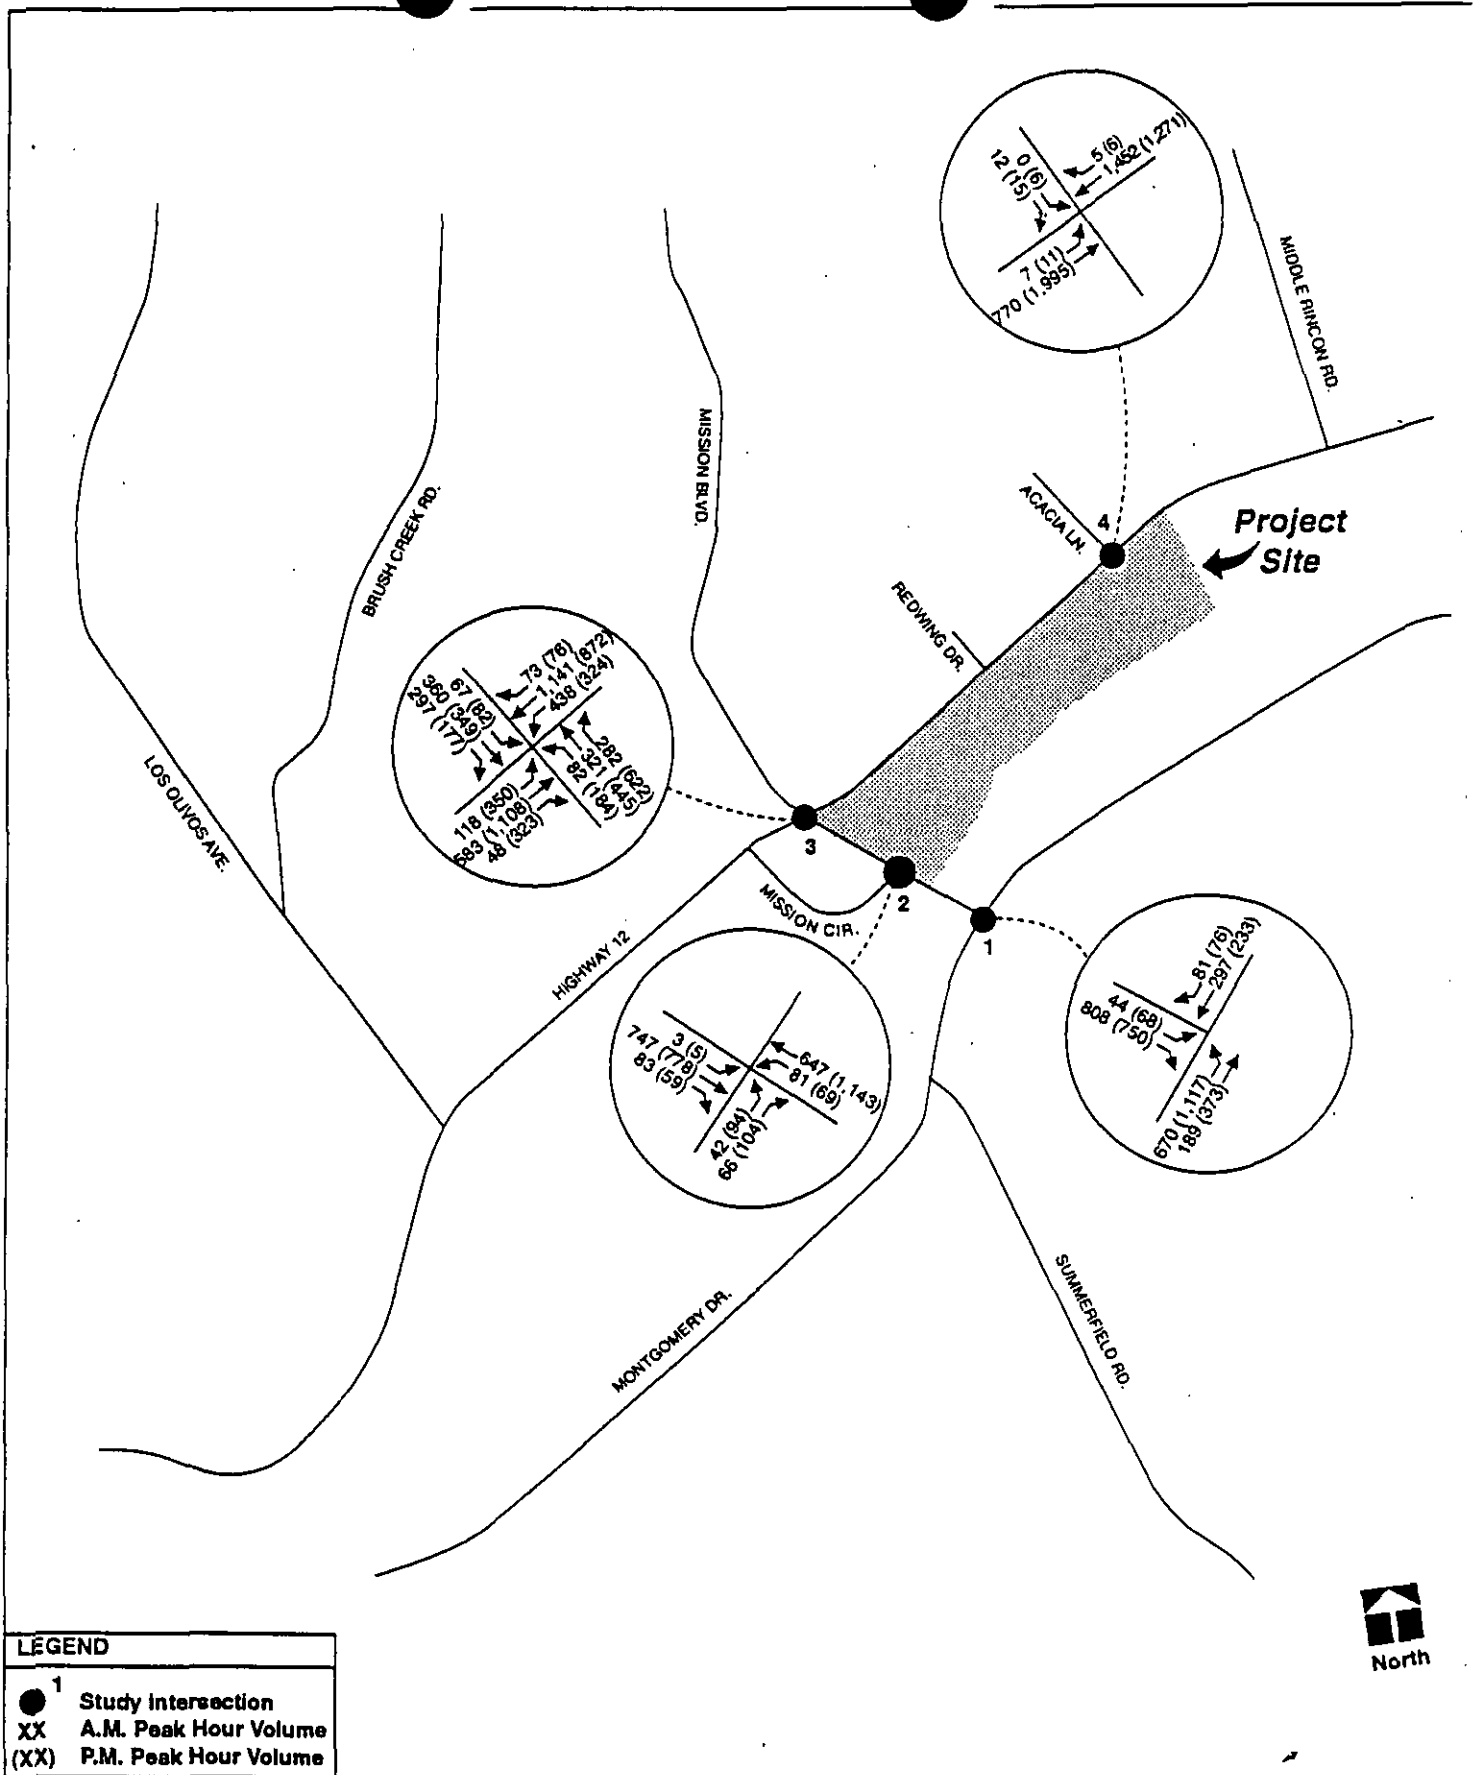 5 (6)
1,452 (1,271)
0 (6)
12 (15)
7 (11)
770 (1,995)
MIDDLE RINCON RD.
MISSION BLVD.
ACACIA LN.
4
Project
Site
BRUSH CREEK RD.
REDWING DR.
73 (76)
1,141 (872)
438 (324)
67 (82)
360 (349)
297 (177)
282 (622)
321 (445)
82 (184)
118 (350)
583 (1,108)
48 (323)
LOS OLIVOS AVE.
3
MISSION CIR.
2
1
HIGHWAY 12
81 (76)
297 (233)
44 (68)
808 (750)
670 (1,117)
189 (373)
3 (5)
747 (778)
83 (59)
647 (1,143)
81 (69)
42 (94)
66 (104)
MONTGOMERY DR.
SUMMERFIELD RD.
North
LEGEND
1 Study Intersection
XX A.M. Peak Hour Volume
(XX) P.M. Peak Hour Volume